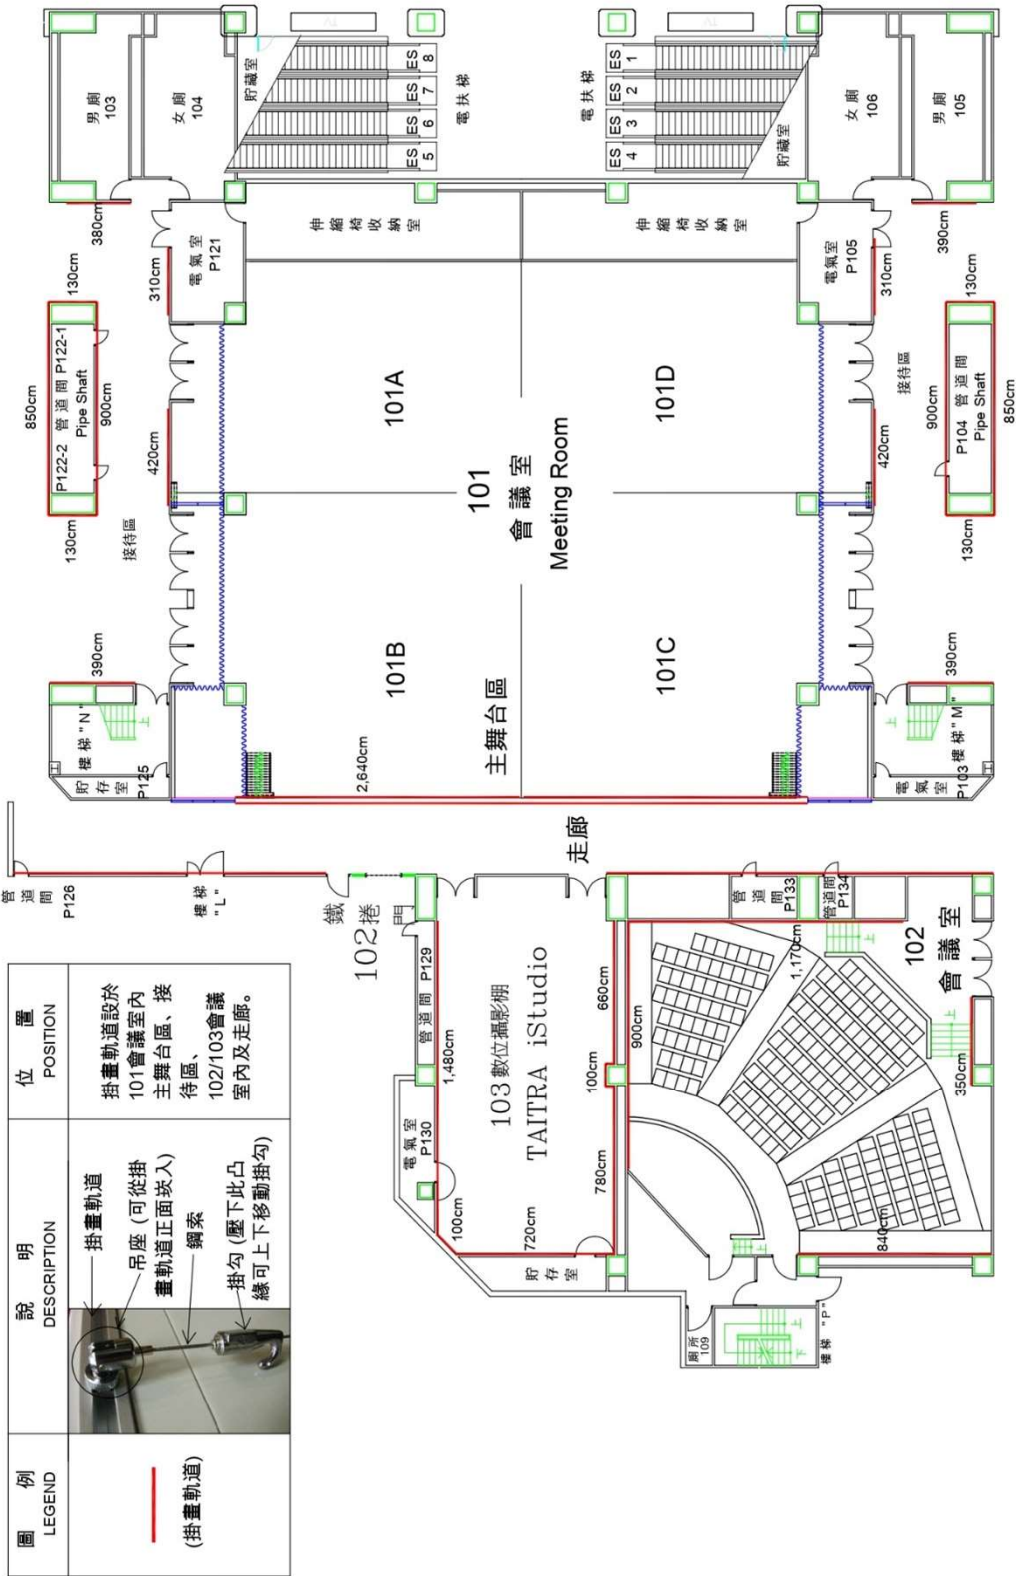 圖 例
LEGEND
說 明
DESCRIPTION
位 置
POSITION
(掛畫軌道)
掛畫軌道
吊座 (可從掛
畫軌道正面崁入)
鋼索
掛勾 (壓下此凸
緣可上下移動掛勾)
掛畫軌道設於
101會議室內
主舞台區、接
待區、
102/103會議
室內及走廊。
管道間
P126
樓梯
"L"
鐵捲門
102
電氣室
P130
管道間 P129
1,480cm
100cm
720cm
貯存室
103 數位攝影棚
TAITRA iStudio
780cm
100cm
660cm
900cm
走廊
管道間
P133
管道間
P134
1,170cm
102
會議室
上
上
350cm
840cm
廁所
109
上
下
樓梯 "P"
貯存室
P125
樓梯 "N"
上
390cm
接待區
130cm
850cm
P122-2 管道間 P122-1
Pipe Shaft
900cm
130cm
420cm
310cm
380cm
電氣室
P121
男廁
103
女廁
104
貯藏室
ES
8
ES
7
ES
6
ES
5
電扶梯
TV
伸縮椅收納室
101A
101B
101
會議室
Meeting Room
主舞台區
2,640cm
101C
101D
伸縮椅收納室
電扶梯
ES
1
ES
2
ES
3
ES
4
TV
貯藏室
女廁
106
男廁
105
電氣室
P105
310cm
390cm
420cm
接待區
130cm
900cm
P104 管道間
Pipe Shaft
850cm
130cm
390cm
樓梯 "M"
上
電氣室
P103